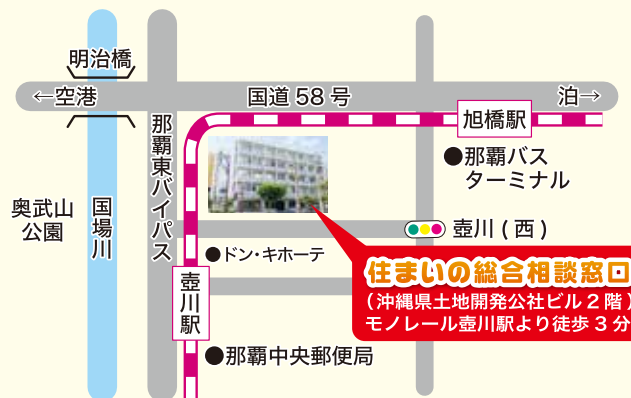 明治橋
←空港
国道58号
泊→
旭橋駅
●那覇バス
ターミナル
那覇東バイパス
奥武山
公園
国場川
壺川(西)
●ドン・キホーテ
住まいの総合相談窓口
(沖縄県土地開発公社ビル2階)
モノレール壺川駅より徒歩3分
壺川駅
●那覇中央郵便局